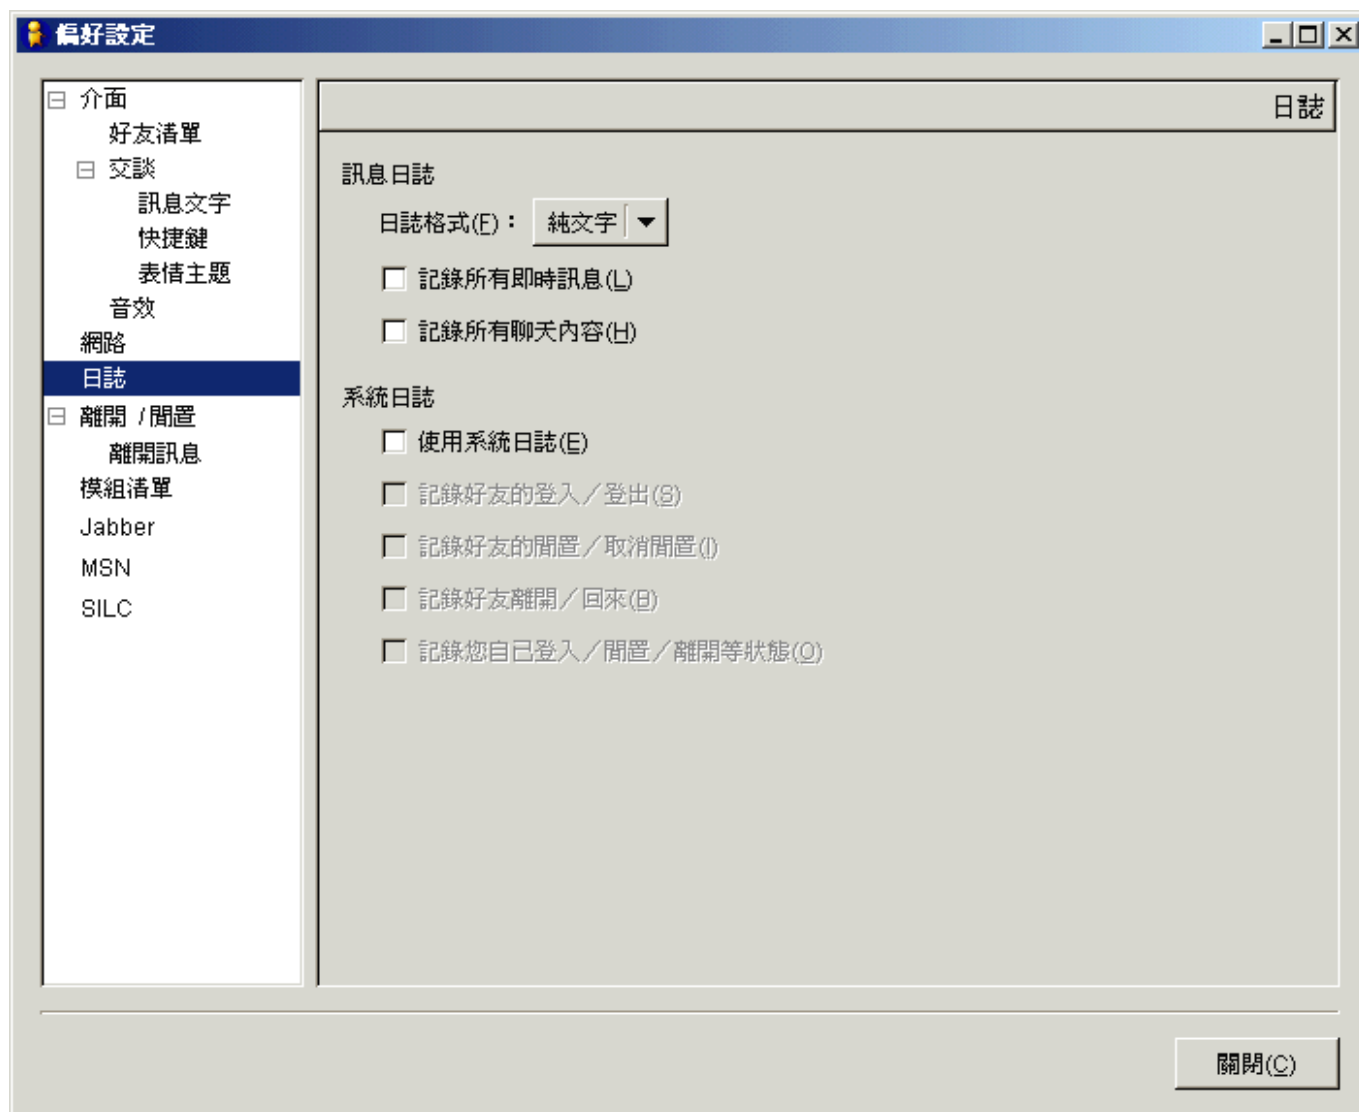 偏好設定
介面
好友清單
交談
訊息文字
快捷鍵
表情主題
音效
網路
日誌
離開 / 閒置
離開訊息
模組清單
Jabber
MSN
SILC
日誌
訊息日誌
日誌格式(F)： 純文字
記錄所有即時訊息(L)
記錄所有聊天內容(H)
系統日誌
使用系統日誌(E)
記錄好友的登入／登出(S)
記錄好友的閒置／取消閒置(I)
記錄好友離開／回來(B)
記錄您自已登入／閒置／離開等狀態(O)
關閉(C)